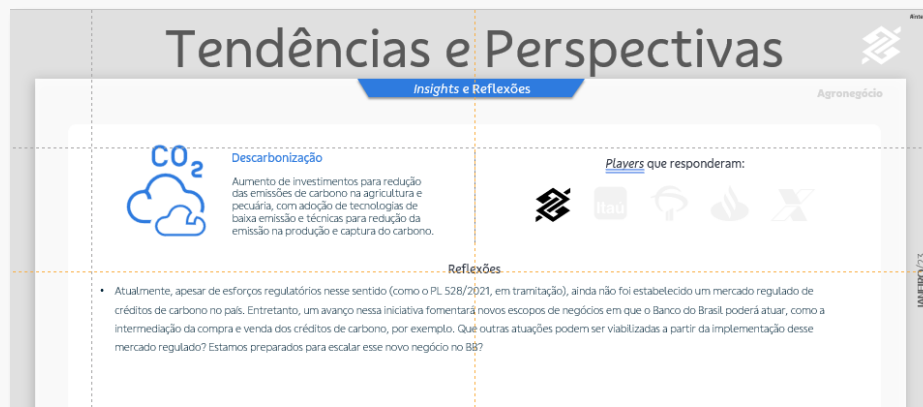 Tendências e Perspectivas
Insights e Reflexões
Agronegócio
CO2
Descarbonização
Aumento de investimentos para redução
das emissões de carbono na agricultura e
pecuária, com adoção de tecnologias de
baixa emissão e técnicas para redução da
emissão na produção e captura do carbono.
Players que responderam:
Itaú
Reflexões
• Atualmente, apesar de esforços regulatórios nesse sentido (como o PL 528/2021, em tramitação), ainda não foi estabelecido um mercado regulado de
créditos de carbono no país. Entretanto, um avanço nessa iniciativa fomentará novos escopos de negócios em que o Banco do Brasil poderá atuar, como a
intermediação da compra e venda dos créditos de carbono, por exemplo. Que outras atuações podem ser viabilizadas a partir da implementação desse
mercado regulado? Estamos preparados para escalar esse novo negócio no BB?
JANEIRO/23